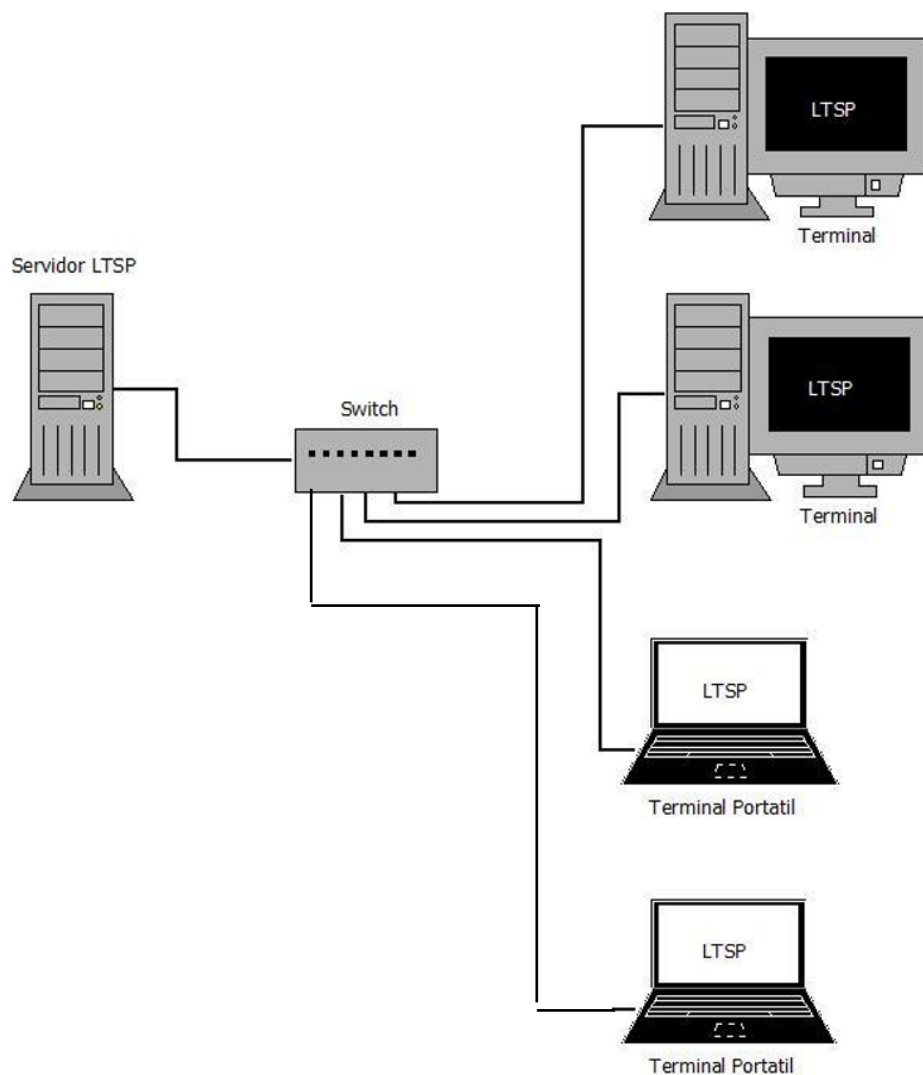 LTSP
Terminal
Servidor LTSP
LTSP
Switch
Terminal
LTSP
Terminal Portatil
LTSP
Terminal Portatil